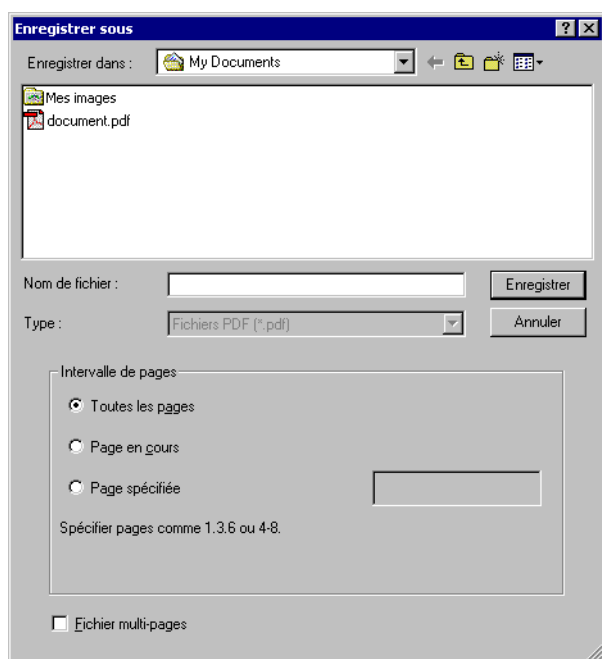 Enregistrer sous
Enregistrer dans : My Documents
Mes images
document.pdf
Nom de fichier : Enregistrer
Type : Fichiers PDF (*.pdf) Annuler
Intervalle de pages
Toutes les pages
Page en cours
Page spécifiée
Spécifier pages comme 1.3.6 ou 4-8.
Fichier multi-pages